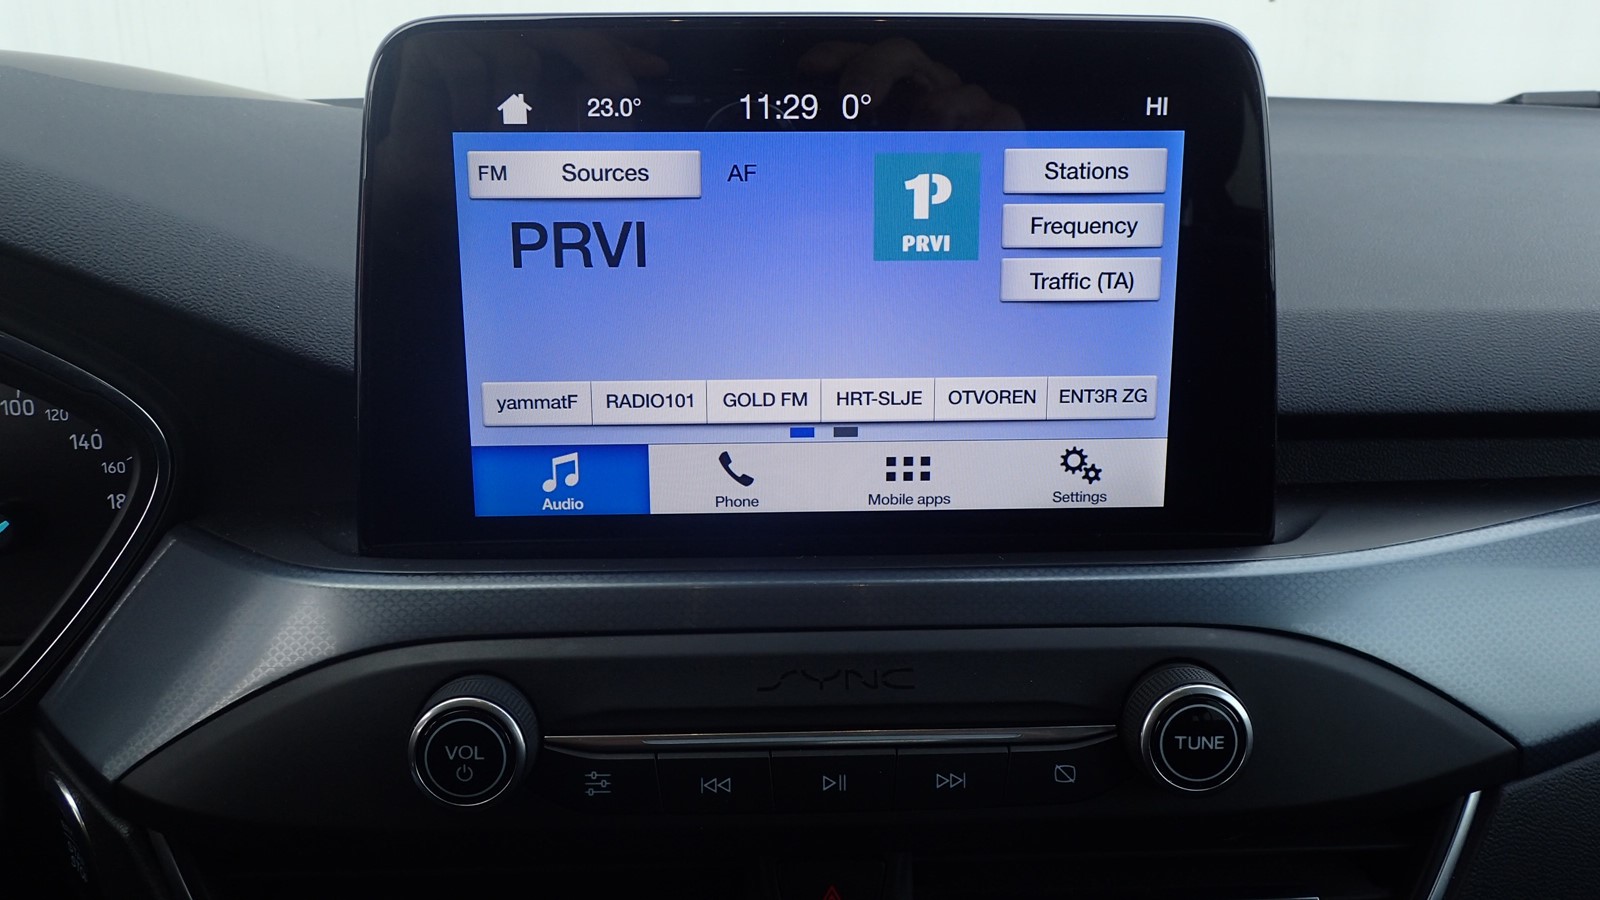 23.0° 11:29 0° HI
FM Sources AF
PRVI
1P
PRVI
Stations
Frequency
Traffic (TA)
yammatF RADIO101 GOLD FM HRT-SLJE OTVOREN ENT3R ZG
Audio Phone Mobile apps Settings
100 120
140
160
18
SYNC
VOL
TUNE